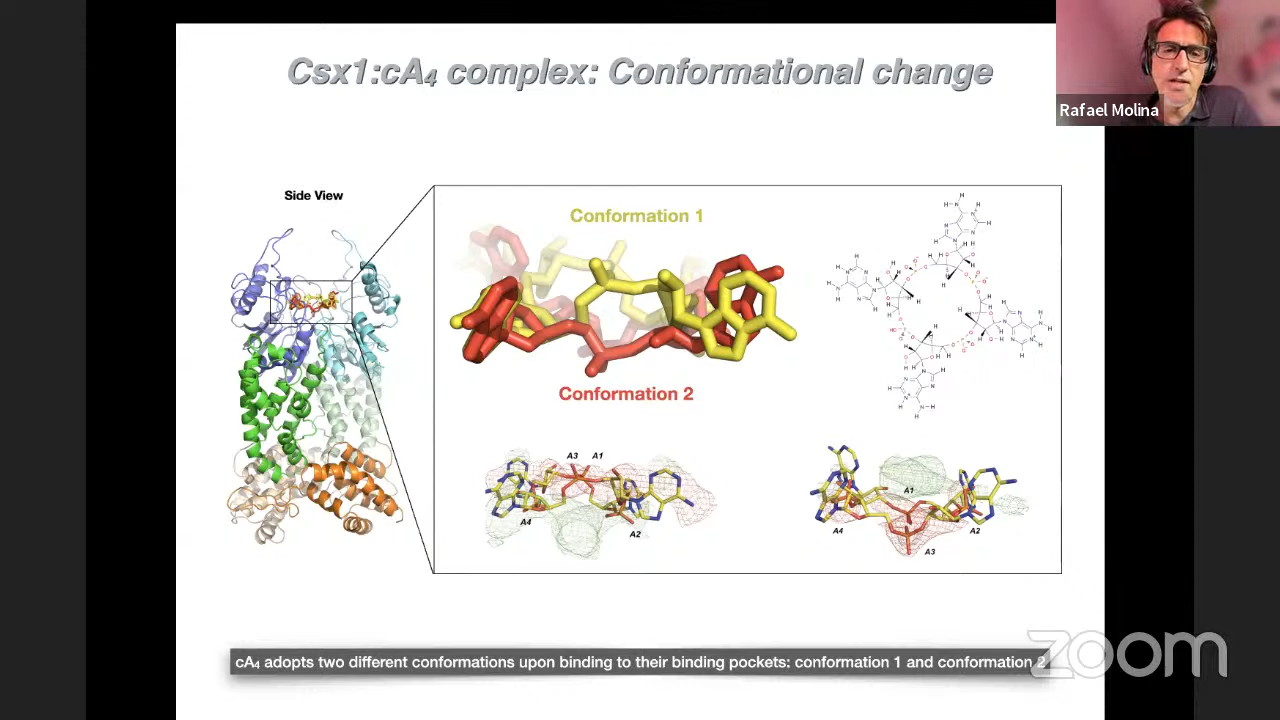 Csx1:cA4 complex: Conformational change
Rafael Molina
Side View
Conformation 1
Conformation 2
A3 A1
A4
A2
A1
A4
A2
A3
cA4 adopts two different conformations upon binding to their binding pockets: conformation 1 and conformation 2
zoom